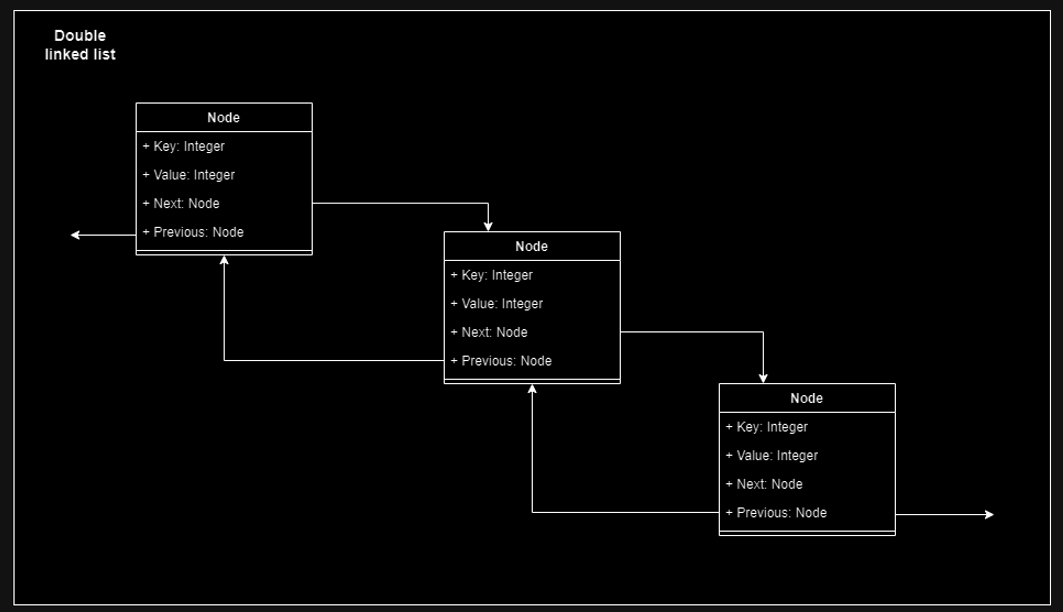 Double
linked list
Node
+ Key: Integer
+ Value: Integer
+ Next: Node
+ Previous: Node
Node
+ Key: Integer
+ Value: Integer
+ Next: Node
+ Previous: Node
Node
+ Key: Integer
+ Value: Integer
+ Next: Node
+ Previous: Node